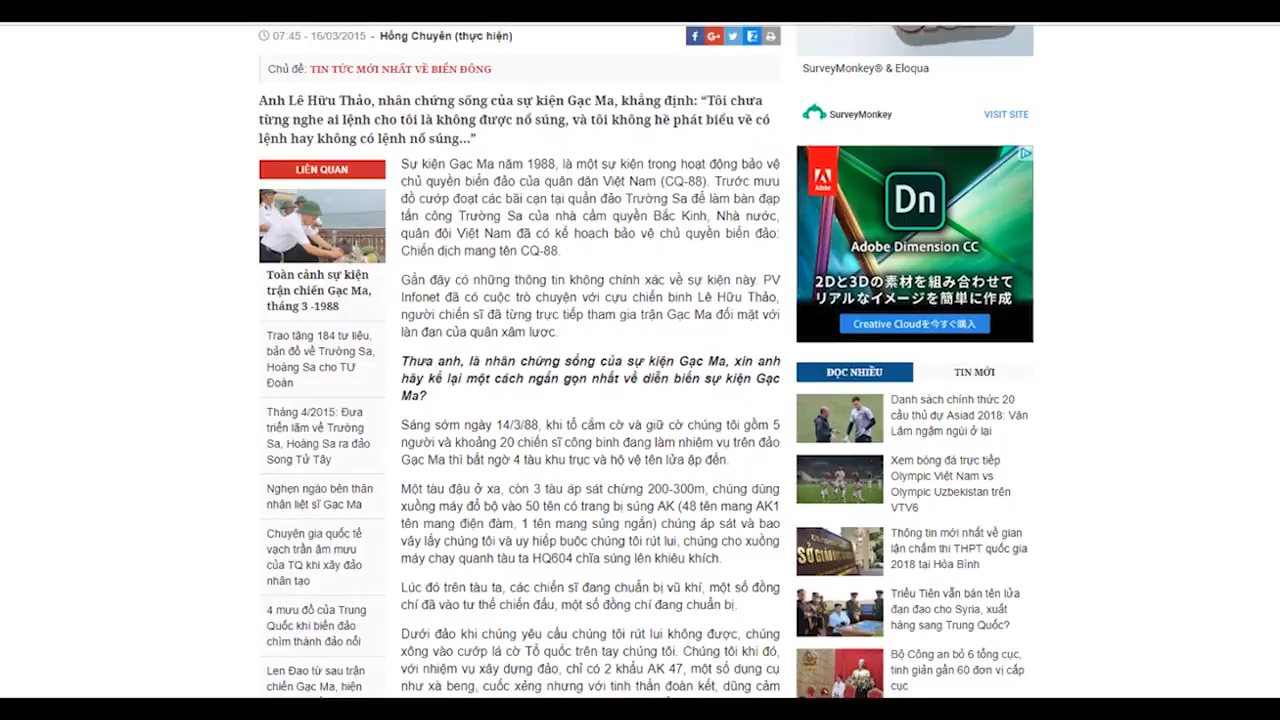 07:45 - 16/03/2015 - Hồng Chuyên (thực hiện)
Chủ đề: TIN TỨC MỚI NHẤT VỀ BIỂN ĐÔNG
Anh Lê Hữu Thảo, nhân chứng sống của sự kiện Gạc Ma, khẳng định: “Tôi chưa
từng nghe ai lệnh cho tôi là không được nổ súng, và tôi không hề phát biểu về có
lệnh hay không có lệnh nổ súng...”
LIÊN QUAN
Toàn cảnh sự kiện
trận chiến Gạc Ma,
tháng 3 -1988
Trao tặng 184 tư liệu,
bản đồ về Trường Sa,
Hoàng Sa cho TƯ
Đoàn
Tháng 4/2015: Đưa
triển lãm về Trường
Sa, Hoàng Sa ra đảo
Song Tử Tây
Nghẹn ngào bên thân
nhân liệt sĩ Gạc Ma
Chuyên gia quốc tế
vạch trần âm mưu
của TQ khi xây đảo
nhân tạo
4 mưu đồ của Trung
Quốc khi biến đảo
chìm thành đảo nổi
Len Đao từ sau trận
chiến Gạc Ma, hiện
Sự kiện Gạc Ma năm 1988, là một sự kiện trong hoạt động bảo vệ
chủ quyền biển đảo của quân dân Việt Nam (CQ-88). Trước mưu
đồ cướp đoạt các bãi cạn tại quần đảo Trường Sa để làm bàn đạp
tấn công Trường Sa của nhà cầm quyền Bắc Kinh, Nhà nước,
quân đội Việt Nam đã có kế hoạch bảo vệ chủ quyền biển đảo:
Chiến dịch mang tên CQ-88.
Gần đây có những thông tin không chính xác về sự kiện này. PV
Infonet đã có cuộc trò chuyện với cựu chiến binh Lê Hữu Thảo,
người chiến sĩ đã từng trực tiếp tham gia trận Gạc Ma đối mặt với
làn đạn của quân xâm lược.
Thưa anh, là nhân chứng sống của sự kiện Gạc Ma, xin anh
hãy kể lại một cách ngắn gọn nhất về diễn biến sự kiện Gạc
Ma?
Sáng sớm ngày 14/3/88, khi tổ cắm cờ và giữ cờ chúng tôi gồm 5
người và khoảng 20 chiến sĩ công binh đang làm nhiệm vụ trên đảo
Gạc Ma thì bất ngờ 4 tàu khu trục và hộ vệ tên lửa ập đến.
Một tàu đậu ở xa, còn 3 tàu áp sát chừng 200-300m, chúng dùng
xuồng máy đổ bộ vào 50 tên có trang bị súng AK (48 tên mang AK1
tên mang điện đàm, 1 tên mang súng ngắn) chúng áp sát và bao
vây lấy chúng tôi và uy hiếp buộc chúng tôi rút lui, chúng cho xuồng
máy chạy quanh tàu ta HQ604 chĩa súng lên khiêu khích.
Lúc đó trên tàu ta, các chiến sĩ đang chuẩn bị vũ khí, một số đồng
chí đã vào tư thế chiến đấu, một số đồng chí đang chuẩn bị.
Dưới đảo khi chúng yêu cầu chúng tôi rút lui không được, chúng
xông vào cướp lá cờ Tổ quốc trên tay chúng tôi. Chúng tôi khi đó,
với nhiệm vụ xây dựng đảo, chỉ có 2 khẩu AK 47, một số dụng cụ
như xà beng, cuốc xẻng nhưng với tinh thần đoàn kết, dũng cảm
SurveyMonkey® & Eloqua
SurveyMonkey
VISIT SITE
Adobe
Dn
Adobe Dimension CC
2Dと3Dの素材を組み合わせて
リアルなイメージを簡単に作成
Creative Cloudを今すぐ購入
ĐỌC NHIỀU
TIN MỚI
Danh sách chính thức 20
cầu thủ dự Asiad 2018: Văn
Lâm ngậm ngùi ở lại
Xem bóng đá trực tiếp
Olympic Việt Nam vs
Olympic Uzbekistan trên
VTV6
Thông tin mới nhất về gian
lận chấm thi THPT quốc gia
2018 tại Hòa Bình
Triều Tiên vẫn bán tên lửa
đạn đạo cho Syria, xuất
hàng sang Trung Quốc?
Bộ Công an bỏ 6 tổng cục,
tinh giản gần 60 đơn vị cấp
cục